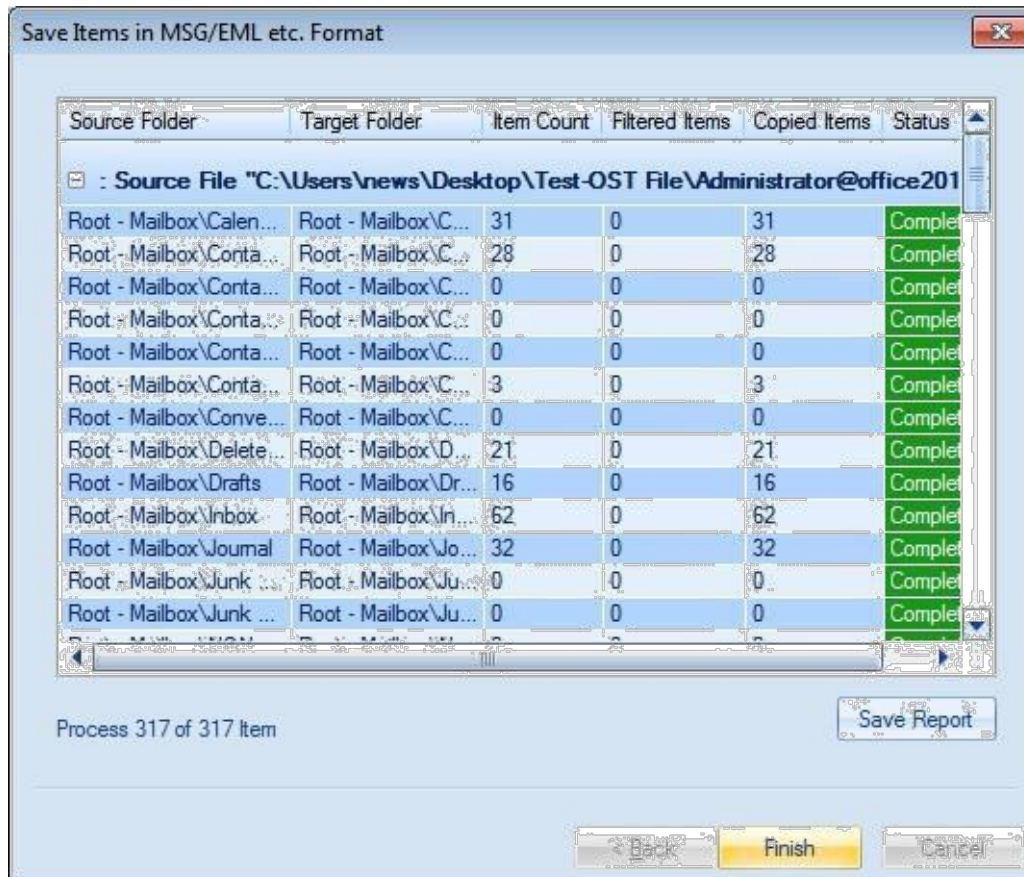 Save Items in MSG/EML etc. Format
Source Folder Target Folder Item Count Filtered Items Copied Items Status
: Source File "C:\Users\news\Desktop\Test-OST File\Administrator@office201
Root - Mailbox\Calen... Root - Mailbox\C... 31 0 31 Complet
Root - Mailbox\Conta... Root - Mailbox\C... 28 0 28 Complet
Root - Mailbox\Conta... Root - Mailbox\C... 0 0 0 Complet
Root - Mailbox\Conta... Root - Mailbox\C... 0 0 0 Complet
Root - Mailbox\Conta... Root - Mailbox\C... 0 0 0 Complet
Root - Mailbox\Conta... Root - Mailbox\C... 3 0 3 Complet
Root - Mailbox\Conve... Root - Mailbox\C... 0 0 0 Complet
Root - Mailbox\Delete... Root - Mailbox\D... 21 0 21 Complet
Root - Mailbox\Drafts Root - Mailbox\Dr... 16 0 16 Complet
Root - Mailbox\Inbox Root - Mailbox\In... 62 0 62 Complet
Root - Mailbox\Journal Root - Mailbox\Jo... 32 0 32 Complet
Root - Mailbox\Junk ... Root - Mailbox\Ju... 0 0 0 Complet
Root - Mailbox\Junk ... Root - Mailbox\Ju... 0 0 0 Complet
Process 317 of 317 Item
Save Report
< Back Finish Cancel